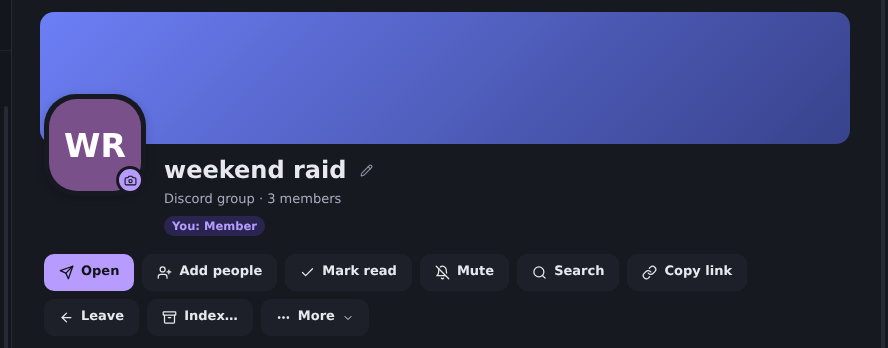 WR
weekend raid
Discord group · 3 members
You: Member
Open Add people Mark read Mute Search Copy link
Leave Index... More